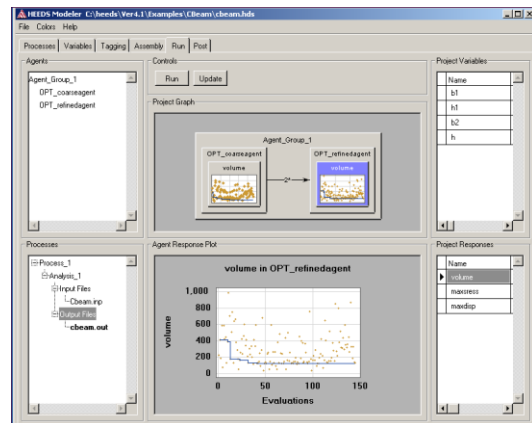 HEEDS Modeler C:\heeds\Ver4.1\Examples\CBeam\cbeam.hds
File Colors Help
Processes Variables Tagging Assembly Run Post
Agents
Agent_Group_1
OPT_coarseagent
OPT_refinedagent
Controls
Run Update
Project Graph
Agent_Group_1
OPT_coarseagent
volume
2*
OPT_refinedagent
volume
Project Variables
Name
b1
h1
b2
h
Processes
Process_1
Analysis_1
Input Files
Cbeam.inp
Output Files
cbeam.out
Agent Response Plot
volume in OPT_refinedagent
volume
1,000
800
600
400
200
0
0 50 100 150
Evaluations
Project Responses
Name
volume
maxsress
maxdisp